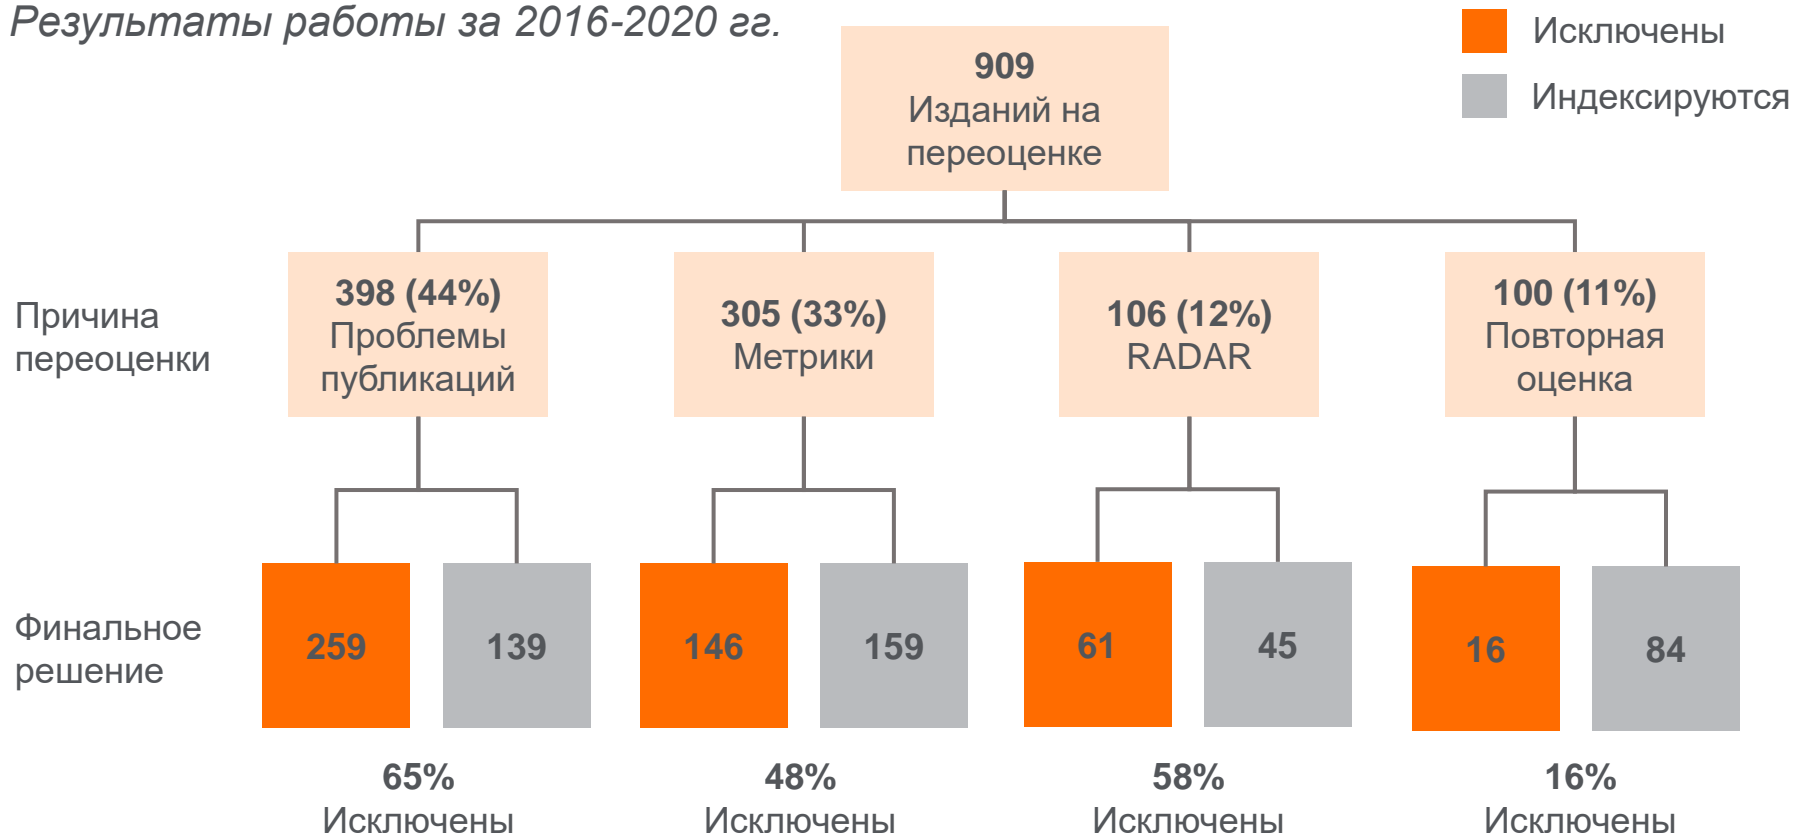 Результаты работы за 2016-2020 гг.
Исключены
Индексируются
909
Изданий на
переоценке
Причина
переоценки
398 (44%)
Проблемы
публикаций
305 (33%)
Метрики
106 (12%)
RADAR
100 (11%)
Повторная
оценка
Финальное
решение
259
139
146
159
61
45
16
84
65%
Исключены
48%
Исключены
58%
Исключены
16%
Исключены